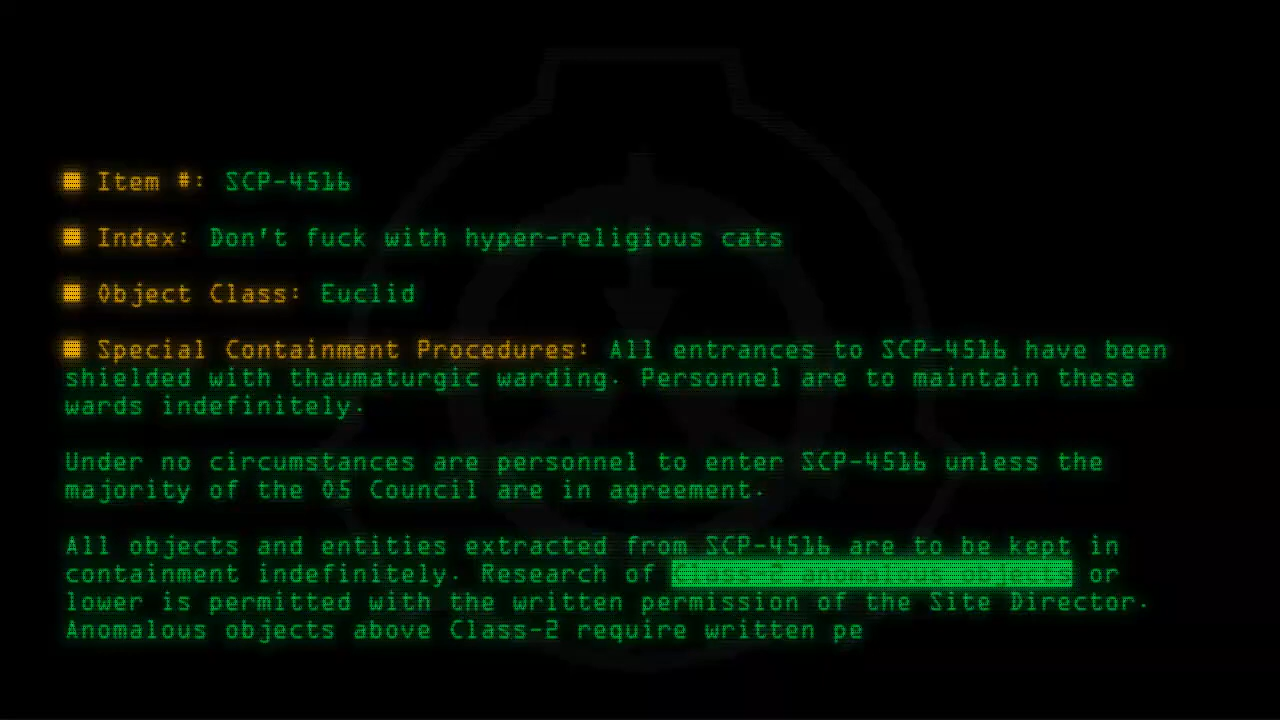 Item #: SCP-4516
Index: Don't fuck with hyper-religious cats
Object Class: Euclid
Special Containment Procedures: All entrances to SCP-4516 have been
shielded with thaumaturgic warding. Personnel are to maintain these
wards indefinitely.
Under no circumstances are personnel to enter SCP-4516 unless the
majority of the O5 Council are in agreement.
All objects and entities extracted from SCP-4516 are to be kept in
containment indefinitely. Research of Class-2 anomalous objects or
lower is permitted with the written permission of the Site Director.
Anomalous objects above Class-2 require written pe